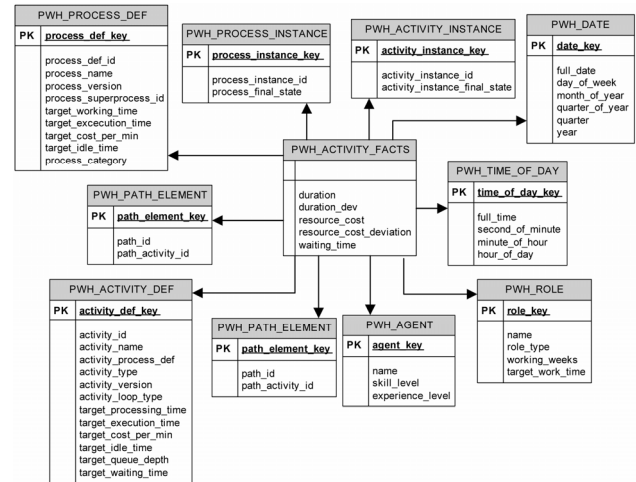 PWH_PROCESS_DEF
PK process_def_key
process_def_id
process_name
process_version
process_superprocess_id
target_working_time
target_excecution_time
target_cost_per_min
target_idle_time
process_category
PWH_PROCESS_INSTANCE
PK process_instance_key
process_instance_id
process_final_state
PWH_ACTIVITY_INSTANCE
PK activity_instance_key
activity_instance_id
activity_instance_final_state
PWH_DATE
PK date_key
full_date
day_of_week
month_of_year
quarter_of_year
quarter
year
PWH_ACTIVITY_FACTS
duration
duration_dev
resource_cost
resource_cost_deviation
waiting_time
PWH_TIME_OF_DAY
PK time_of_day_key
full_time
second_of_minute
minute_of_hour
hour_of_day
PWH_PATH_ELEMENT
PK path_element_key
path_id
path_activity_id
PWH_ACTIVITY_DEF
PK activity_def_key
activity_id
activity_name
activity_process_def
activity_type
activity_version
activity_loop_type
target_processing_time
target_execution_time
target_cost_per_min
target_idle_time
target_queue_depth
target_waiting_time
PWH_PATH_ELEMENT
PK path_element_key
path_id
path_activity_id
PWH_AGENT
PK agent_key
name
skill_level
experience_level
PWH_ROLE
PK role_key
name
role_type
working_weeks
target_work_time